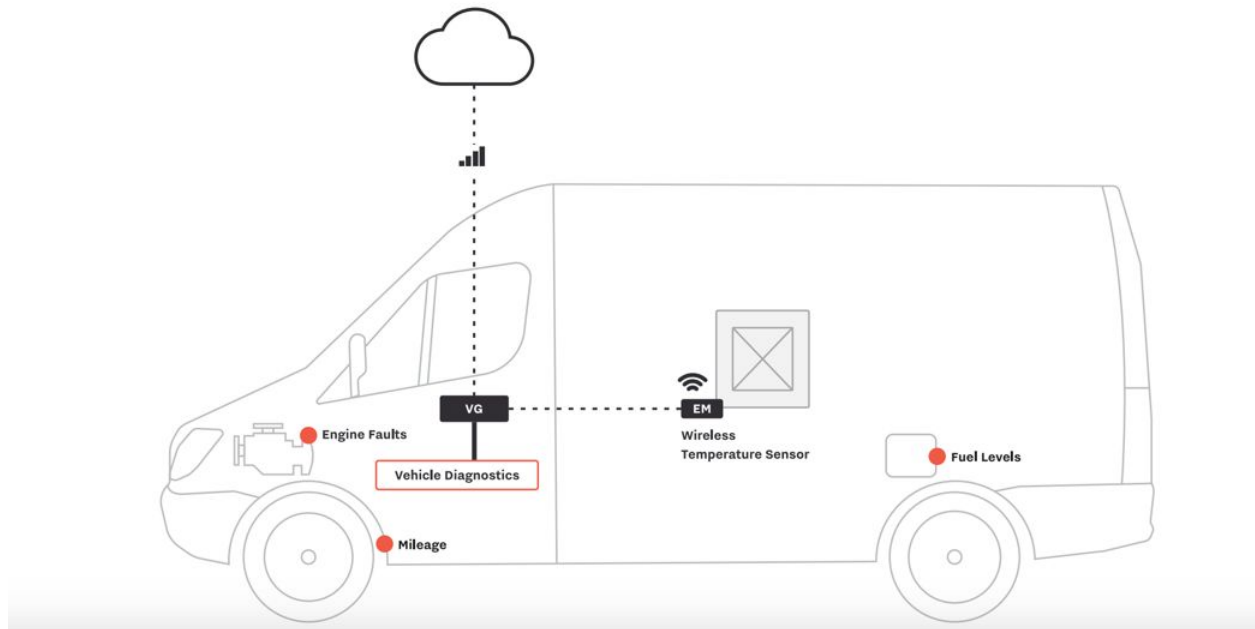 VG
EM
Wireless
Temperature Sensor
Engine Faults
Vehicle Diagnostics
Fuel Levels
Mileage